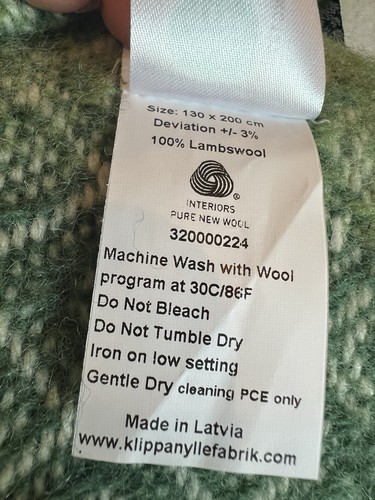 Size: 130 x 200 cm
Deviation +/- 3%
100% Lambswool
®
INTERIORS
PURE NEW WOOL
320000224
Machine Wash with Wool
program at 30C/86F
Do Not Bleach
Do Not Tumble Dry
Iron on low setting
Gentle Dry cleaning PCE only
Made in Latvia
www.klippanyllefabrik.com